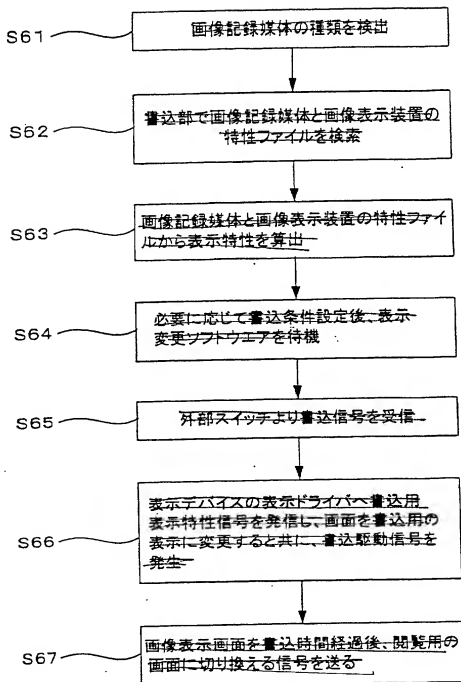 S61
画像記録媒体の種類を検出
S62
書込部で画像記録媒体と画像表示装置の
特性ファイルを検索
S63
画像記録媒体と画像表示装置の特性ファイ
ルから表示特性を算出
S64
必要に応じて書込条件設定後、表示
変更ソフトウエアを待機
S65
外部スイッチより書込信号を受信
S66
表示デバイスの表示ドライバへ書込用
表示特性信号を発信し、画面を書込用の
表示に変更すると共に、書込駆動信号を
発生
S67
画像表示画面を書込時間経過後、閲覧用の
画面に切り換える信号を送る